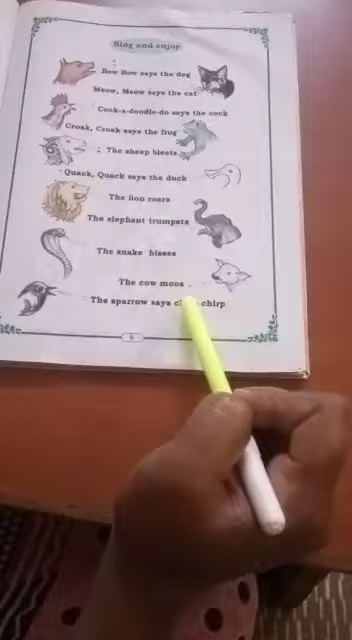 Sing and enjoy
Bow Bow says the dog
Meow, Meow says the cat
Cock-a-doodle-do says the cock
Croak, Croak says the frog
The sheep bleets
Quack, Quack says the duck
The lion roars
The elephant trumpets
The snake hisses
The cow moos
The sparrow says chirp